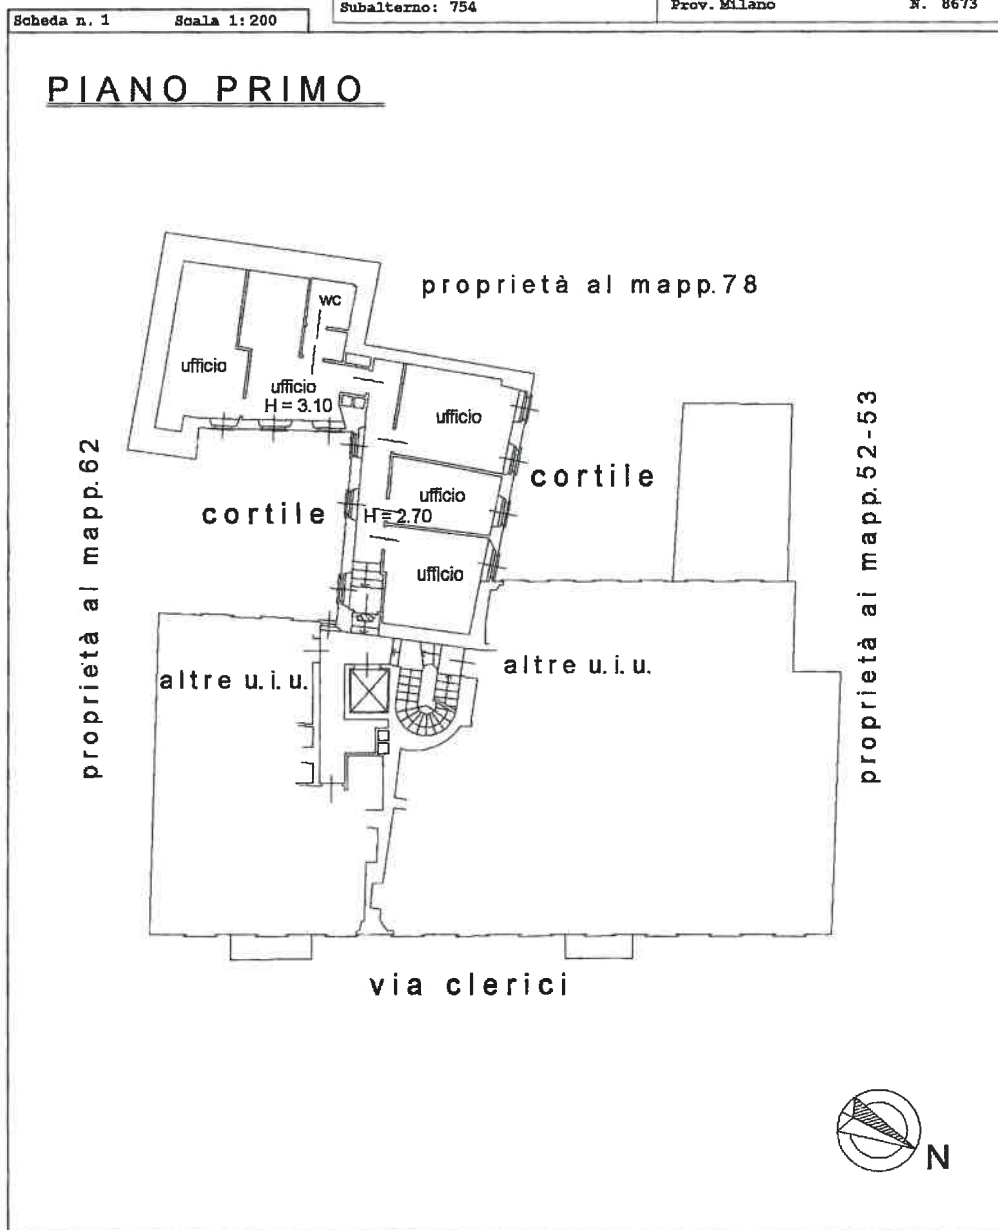 Subalterno: 754
Prov. Milano N. 8673
Scheda n. 1 Scala 1:200
PIANO PRIMO
proprietà al mapp.78
wc
ufficio
ufficio
H = 3.10
ufficio
cortile
ufficio
cortile
H = 2.70
ufficio
proprietà al mapp.62
proprietà ai mapp.52-53
altre u.i.u.
altre u.i.u.
via clerici
N